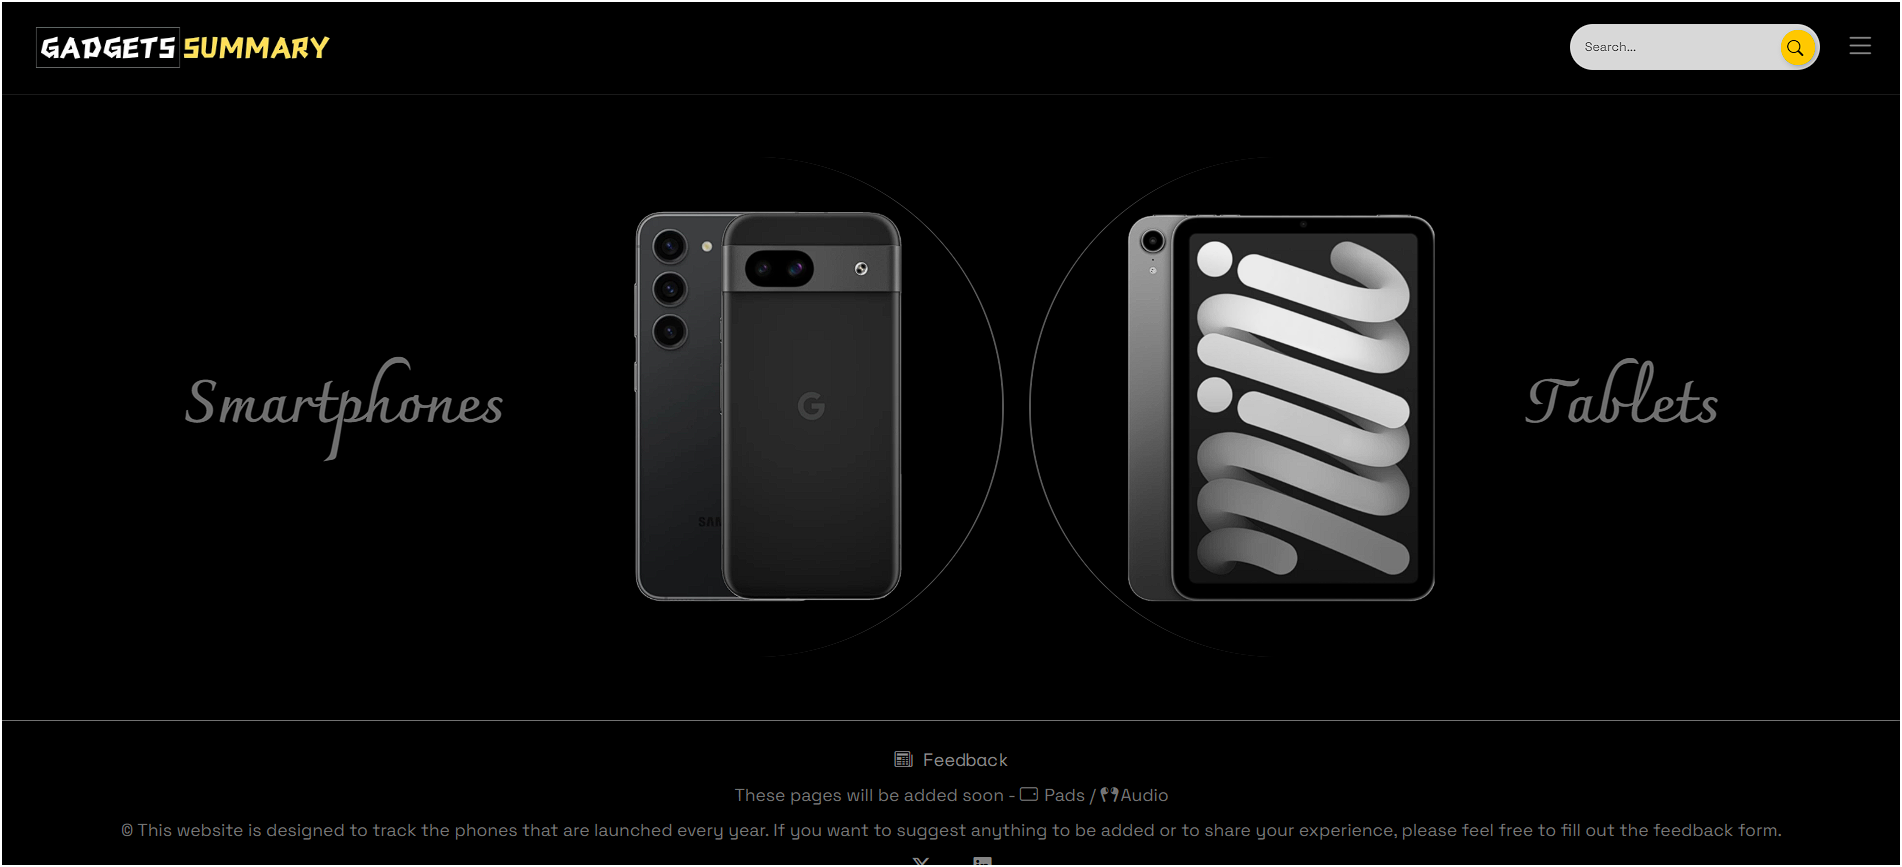 GADGETS SUMMARY
Search...
Smartphones
G
SAM
Tablets
Feedback
These pages will be added soon - Pads / Audio
© This website is designed to track the phones that are launched every year. If you want to suggest anything to be added or to share your experience, please feel free to fill out the feedback form.